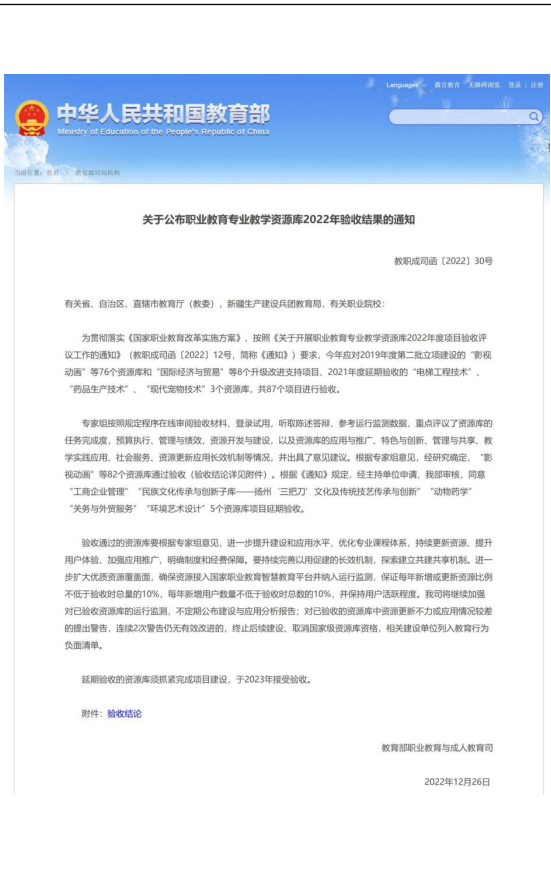 Languages 微言教育 无障碍浏览 登录 | 注册
中华人民共和国教育部
Ministry of Education of the People's Republic of China
当前位置: 首页 > 教育部司局机构
关于公布职业教育专业教学资源库2022年验收结果的通知
教职成司函〔2022〕30号
有关省、自治区、直辖市教育厅（教委），新疆生产建设兵团教育局，有关职业院校：
为贯彻落实《国家职业教育改革实施方案》，按照《关于开展职业教育专业教学资源库2022年度项目验收评
议工作的通知》（教职成司函〔2022〕12号，简称《通知》）要求，今年应对2019年度第二批立项建设的“影视
动画”等76个资源库和“国际经济与贸易”等8个升级改进支持项目、2021年度延期验收的“电梯工程技术”、
“药品生产技术”、“现代宠物技术”3个资源库，共87个项目进行验收。
专家组按照规定程序在线审阅验收材料、登录试用，听取陈述答辩，参考运行监测数据，重点评议了资源库的
任务完成度，预算执行、管理与绩效，资源开发与建设，以及资源库的应用与推广、特色与创新、管理与共享、教
学实践应用、社会服务、资源更新应用长效机制等情况，并出具了意见建议。根据专家组意见，经研究确定，“影
视动画”等82个资源库通过验收（验收结论详见附件）。根据《通知》规定，经主持单位申请、我部审核，同意
“工商企业管理”“民族文化传承与创新子库——扬州‘三把刀’文化及传统技艺传承与创新”“动物药学”
“关务与外贸服务”“环境艺术设计”5个资源库项目延期验收。
验收通过的资源库要根据专家组意见，进一步提升建设和应用水平，优化专业课程体系，持续更新资源、提升
用户体验、加强应用推广，明确制度和经费保障。要持续完善以用促建的长效机制，探索建立共建共享机制。进一
步扩大优质资源覆盖面，确保资源接入国家职业教育智慧教育平台并纳入运行监测，保证每年新增或更新资源比例
不低于验收时总量的10%，每年新增用户数量不低于验收时总数的10%，并保持用户活跃程度。我司将继续加强
对已验收资源库的运行监测，不定期公布建设与应用分析报告；对已验收的资源库中资源更新不力或应用情况较差
的提出警告，连续2次警告仍无有效改进的，终止后续建设、取消国家级资源库资格，相关建设单位列入教育行为
负面清单。
延期验收的资源库须抓紧完成项目建设，于2023年接受验收。
附件：验收结论
教育部职业教育与成人教育司
2022年12月26日